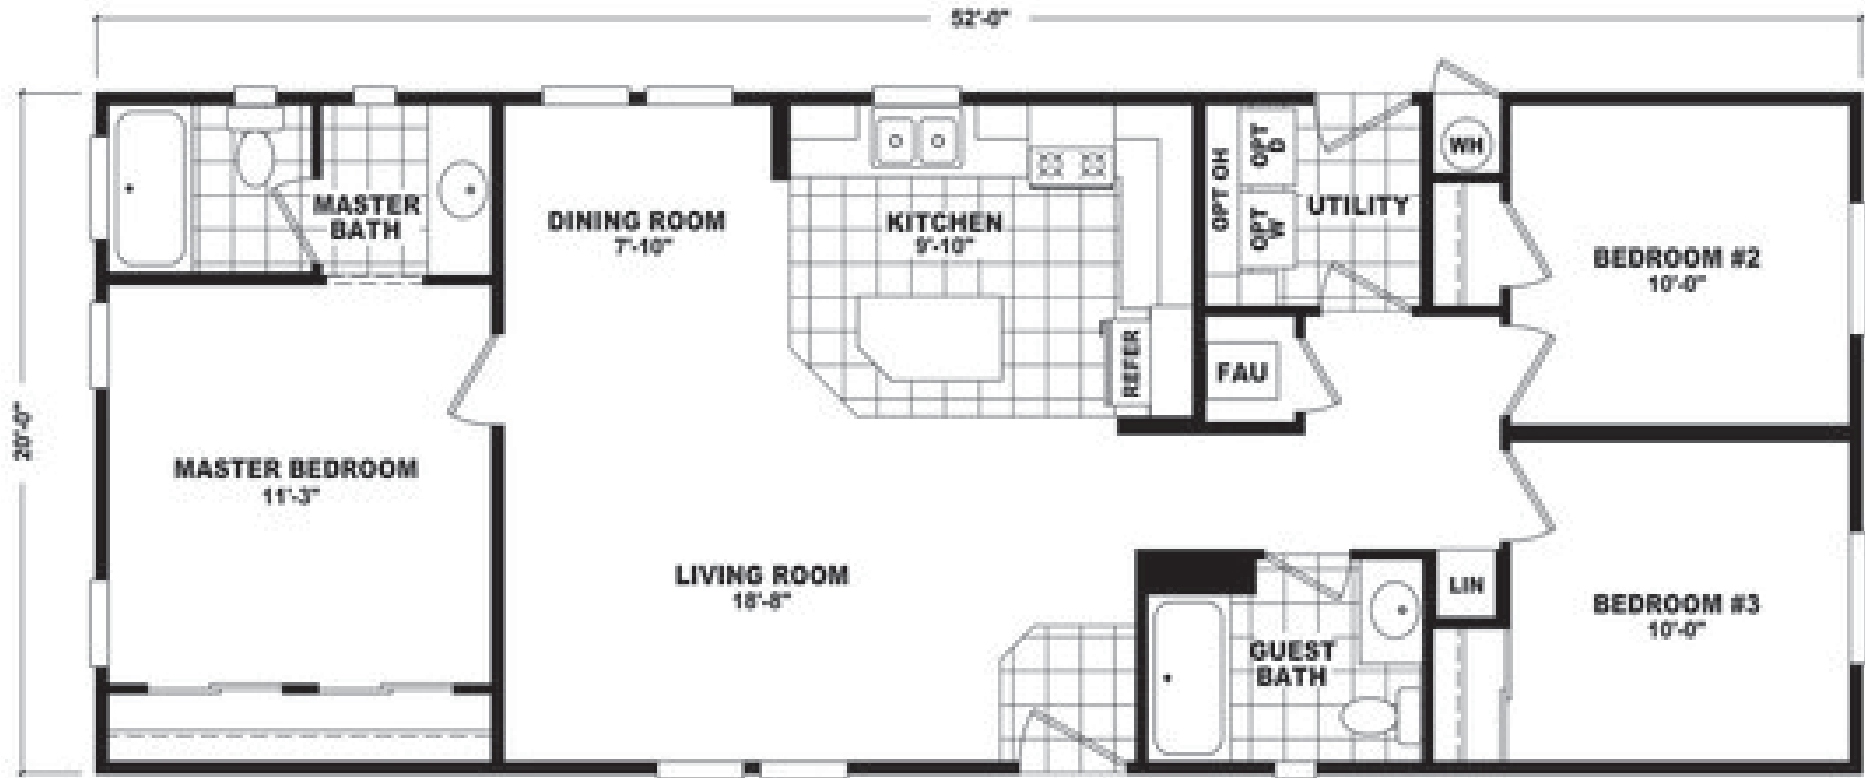 52'-0"
20'-0"
MASTER
BATH
DINING ROOM
7'-10"
KITCHEN
9'-10"
OPT OH
OPT
D
OPT
W
UTILITY
WH
BEDROOM #2
10'-0"
REFER
FAU
MASTER BEDROOM
11'-3"
LIVING ROOM
18'-8"
GUEST
BATH
LIN
BEDROOM #3
10'-0"